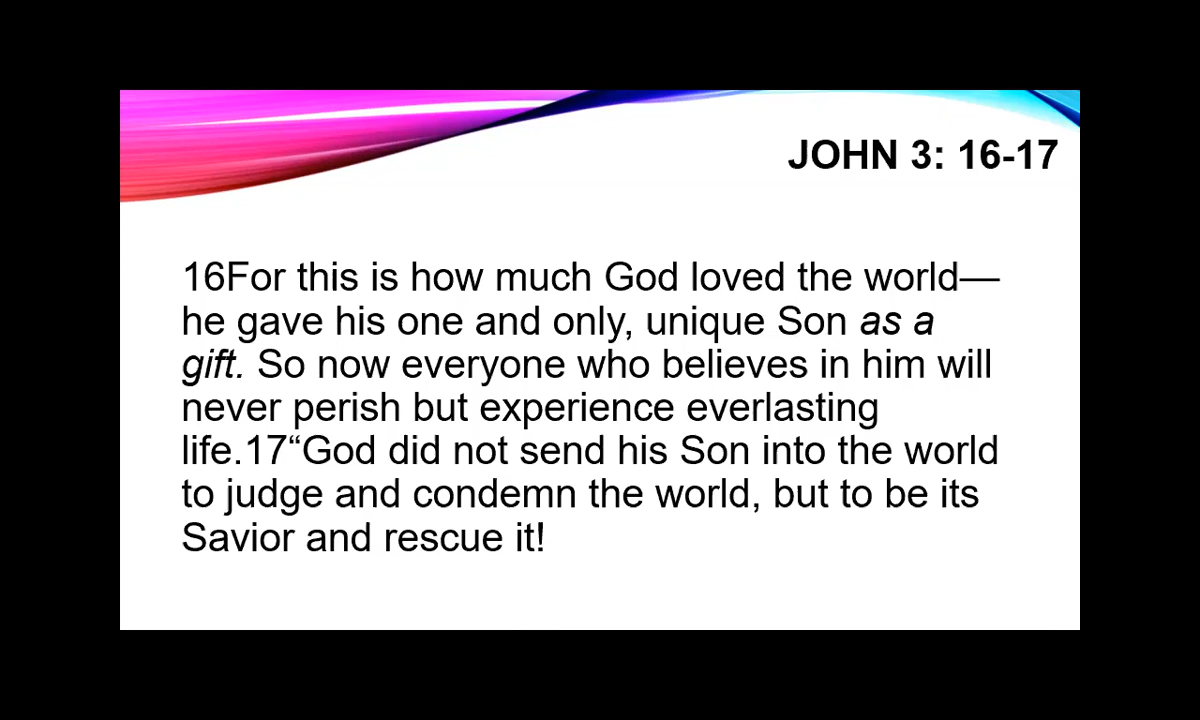 JOHN 3: 16-17
16For this is how much God loved the world—
he gave his one and only, unique Son as a
gift. So now everyone who believes in him will
never perish but experience everlasting
life.17“God did not send his Son into the world
to judge and condemn the world, but to be its
Savior and rescue it!